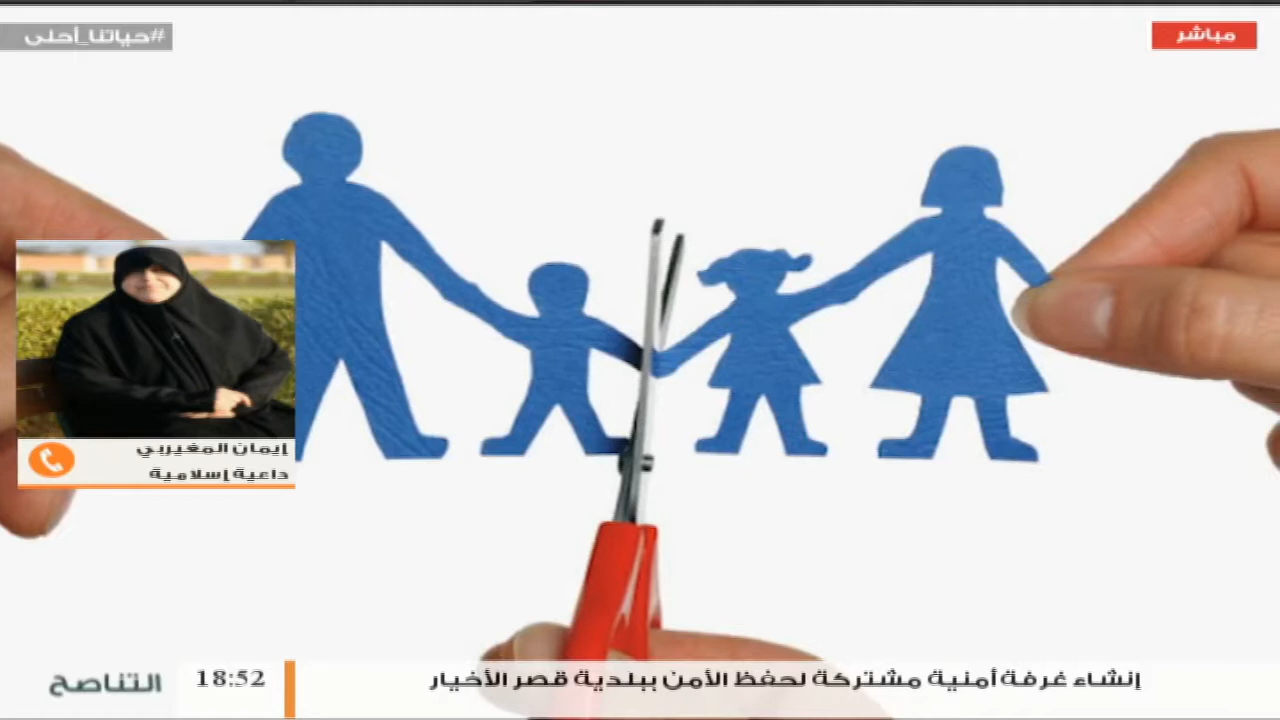 مباشر
#حياتنا_أحلى
إيمان المغيربي
داعية إسلامية
إنشاء غرفة أمنية مشتركة لحفظ الأمن ببلدية قصر الأخيار
18:52
التناصح